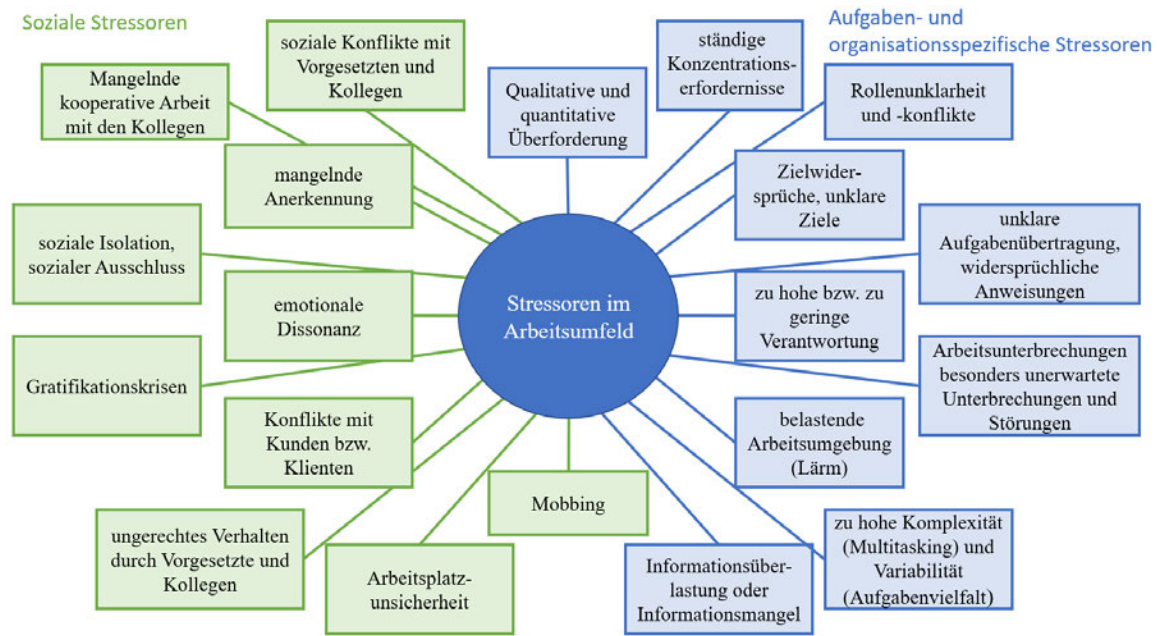 Soziale Stressoren
Aufgaben- und
organisationsspezifische Stressoren
soziale Konflikte mit
Vorgesetzten und
Kollegen
Mangelnde
kooperative Arbeit
mit den Kollegen
mangelnde
Anerkennung
soziale Isolation,
sozialer Ausschluss
emotionale
Dissonanz
Gratifikationskrisen
Konflikte mit
Kunden bzw.
Klienten
ungerechtes Verhalten
durch Vorgesetzte und
Kollegen
Arbeitsplatz-
unsicherheit
Mobbing
Stressoren im
Arbeitsumfeld
Qualitative und
quantitative
Überforderung
ständige
Konzentrations-
erfordernisse
Rollenunklarheit
und -konflikte
Zielwider-
sprüche, unklare
Ziele
unklare
Aufgabenübertragung,
widersprüchliche
Anweisungen
zu hohe bzw. zu
geringe
Verantwortung
Arbeitsunterbrechungen
besonders unerwartete
Unterbrechungen und
Störungen
belastende
Arbeitsumgebung
(Lärm)
zu hohe Komplexität
(Multitasking) und
Variabilität
(Aufgabenvielfalt)
Informationsüber-
lastung oder
Informationsmangel